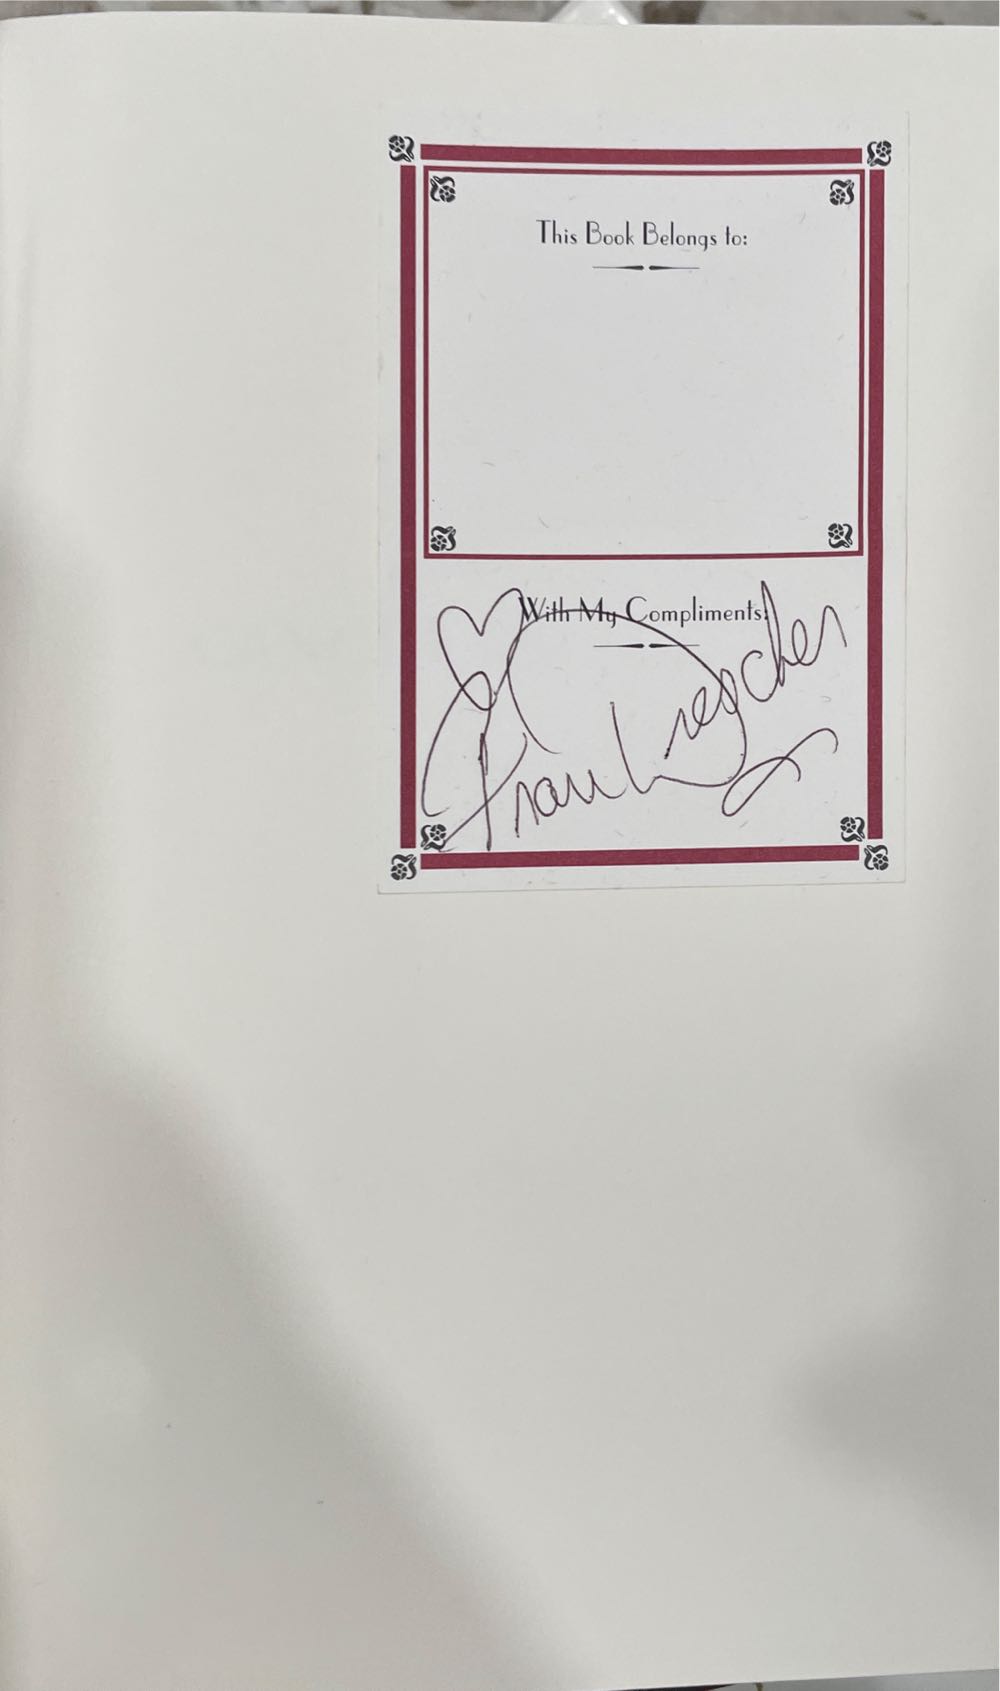 This Book Belongs to:
With My Compliments:
Fran Drescher